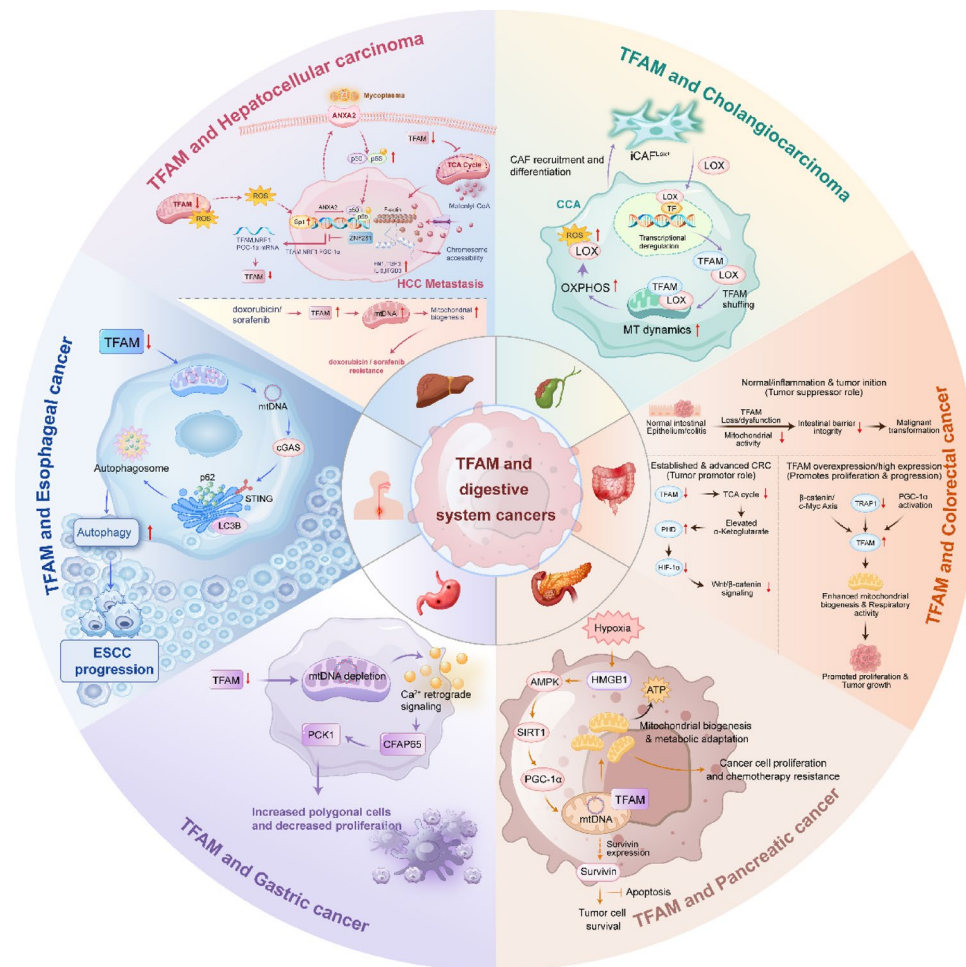 TFAM and Hepatocellular carcinoma
Mycoplasma
ANXA2
p50
p65
TFAM
TCA Cycle
Malonlyl CoA
TFAM
ROS
ROS
ANXA2
Sp1
p50
p65
F-actin
ZNF281
TFAM,NRF1
PGC-1α mRNA
TFAM,NRF1,PGC-1α
TFAM
Chromosome
accessibility
HCC Metastasis
doxorubicin/
sorafenib
TFAM
mtDNA
Mitochondrial
biogenesis
doxorubicin / sorafenib
resistance
TFAM and Cholangiocarcinoma
iCAFLox+
CAF recruitment and
differentiation
LOX
CCA
LOX
TF
Transcriptional
deregulation
ROS
LOX
TFAM
LOX
OXPHOS
TFAM
LOX
TFAM
shuffing
MT dynamics
TFAM and Colorectal cancer
Normal/inflammation & tumor inition
(Tumor suppressor role)
Normal intestinal
Epithelium/colitis
TFAM
Loss/dysfunction
Mitochondrial
activity
Intestinal barrier
integrity
Malignant
transformation
Established & advanced CRC
(Tumor promotor role)
TFAM
TCA cycle
PHD
Elevated
α-Ketoglutarate
HIF-1α
Wnt/β-catenin
signaling
TFAM overexpression/high expression
(Promotes proliferation & progression)
β-catenin/
c-Myc Axis
TRAP1
PGC-1α
activation
TFAM
Enhanced mitochondrial
biogenesis & Respiratory
activity
Promoted proliferation &
Tumor growth
TFAM and Pancreatic cancer
Hypoxia
AMPK
HMGB1
ATP
SIRT1
Mitochondrial biogenesis
& metabolic adaptation
PGC-1α
Cancer cell proliferation
and chemotherapy resistance
TFAM
mtDNA
Survivin
expression
Survivin
Apoptosis
Tumor cell
survival
TFAM and Gastric cancer
TFAM
mtDNA depletion
Ca2+ retrograde
signaling
PCK1
CFAP65
Increased polygonal cells
and decreased proliferation
TFAM and Esophageal cancer
TFAM
mtDNA
cGAS
Autophagosome
p62
STING
LC3B
Autophagy
ESCC
progression
TFAM and
digestive
system cancers